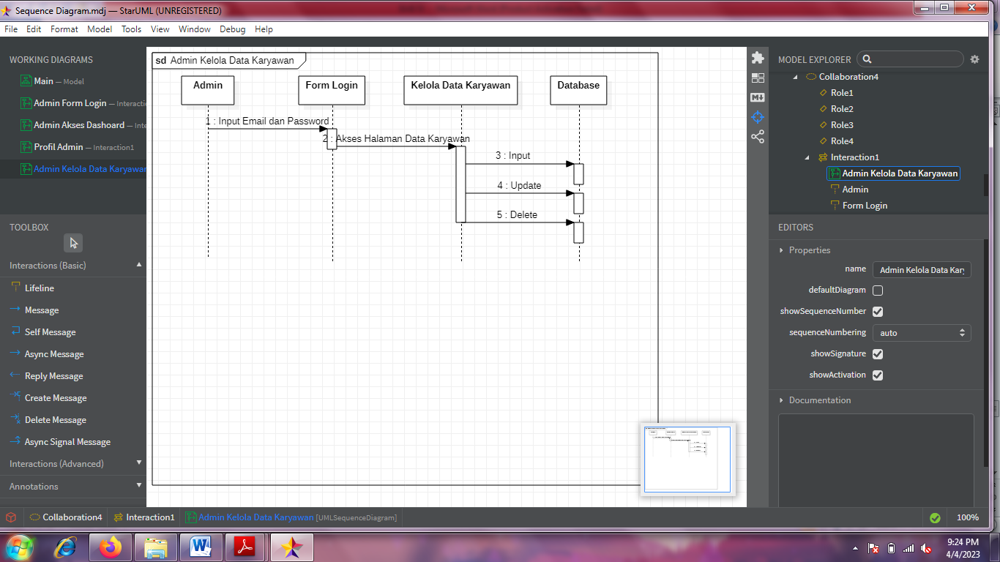 Sequence Diagram.mdj — StarUML (UNREGISTERED)
File Edit Format Model Tools View Window Debug Help
WORKING DIAGRAMS
Main — Model
Admin Form Login — Interactio
Admin Akses Dashoard — Inte
Profil Admin — Interaction1
Admin Kelola Data Karyawan
TOOLBOX
Interactions (Basic)
Lifeline
Message
Self Message
Async Message
Reply Message
Create Message
Delete Message
Async Signal Message
Interactions (Advanced)
Annotations
sd Admin Kelola Data Karyawan
Admin
Form Login
Kelola Data Karyawan
Database
1 : Input Email dan Password
2 : Akses Halaman Data Karyawan
3 : Input
4 : Update
5 : Delete
MODEL EXPLORER
Collaboration4
Role1
Role2
Role3
Role4
Interaction1
Admin Kelola Data Karyawan
Admin
Form Login
EDITORS
Properties
name Admin Kelola Data Kary
defaultDiagram
showSequenceNumber
sequenceNumbering auto
showSignature
showActivation
Documentation
Collaboration4 Interaction1 Admin Kelola Data Karyawan [UMLSequenceDiagram] 100%
9:24 PM
4/4/2023